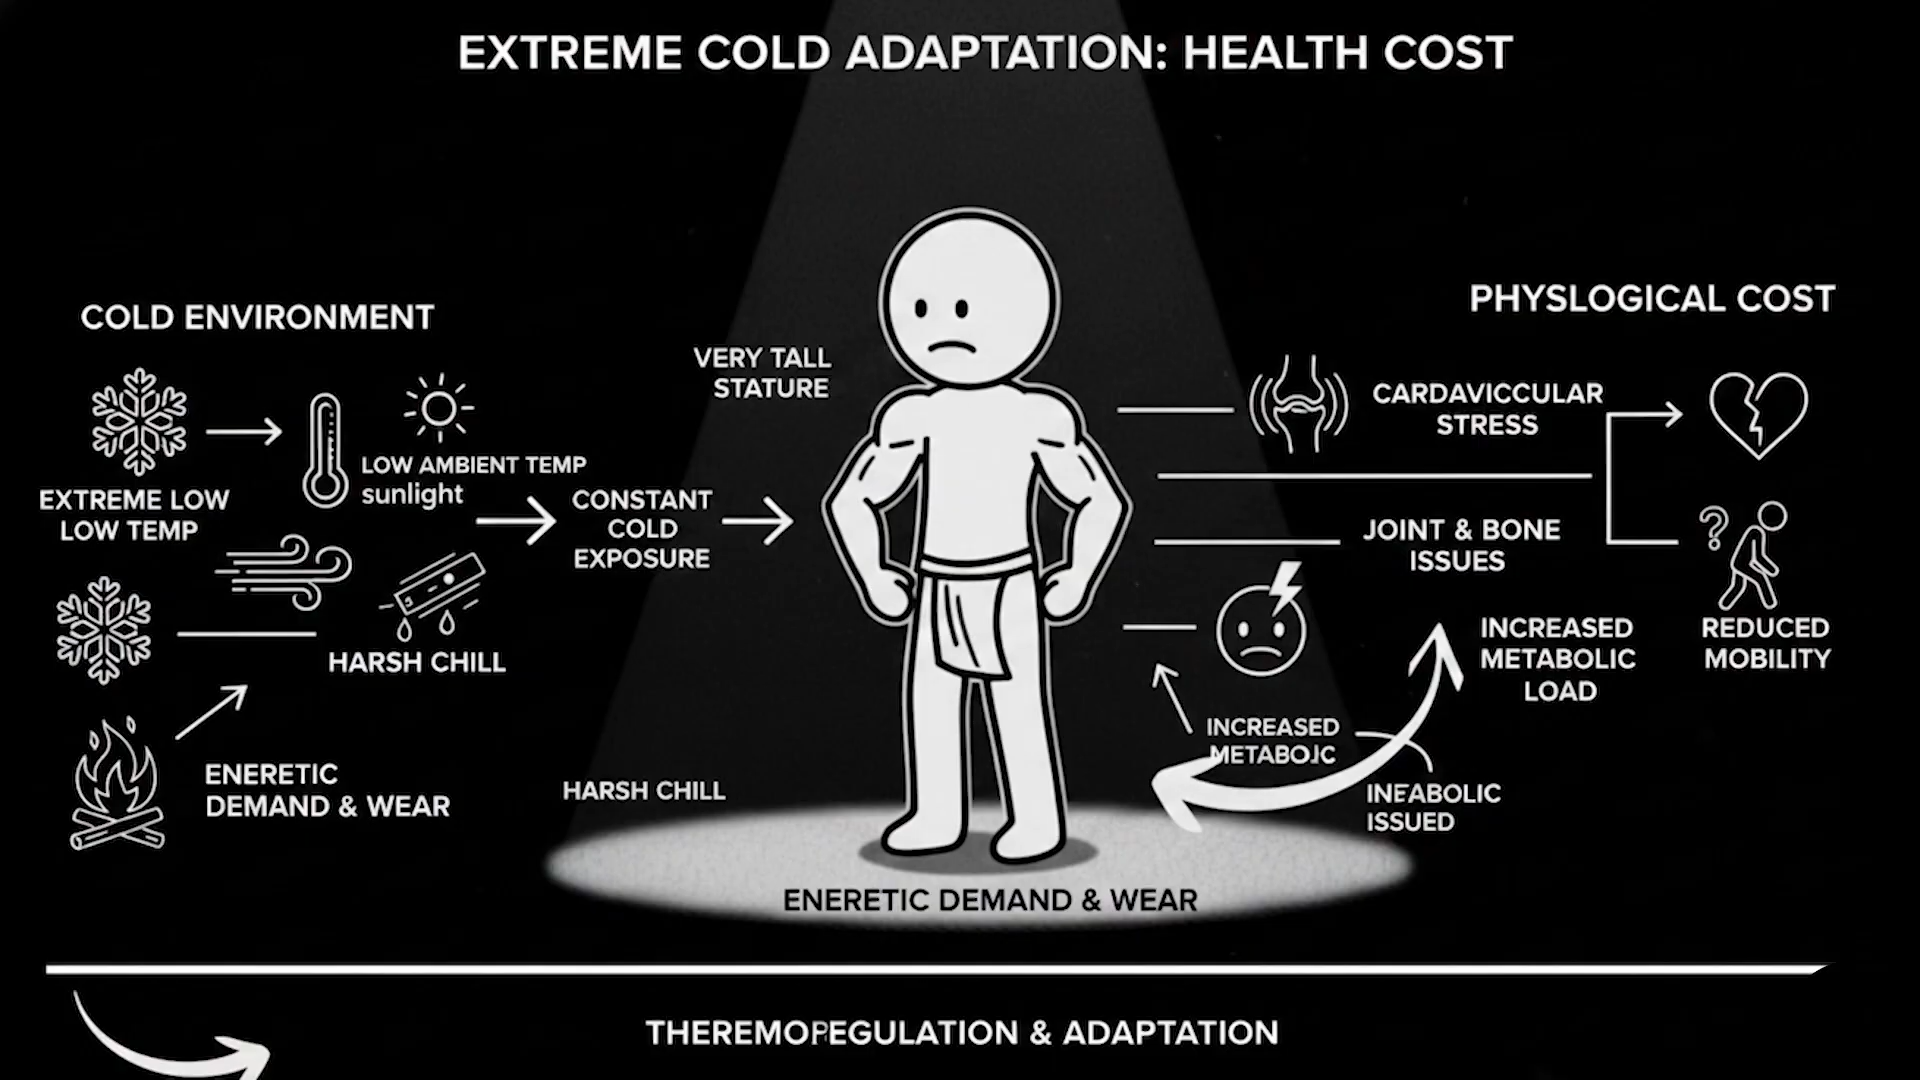 EXTREME COLD ADAPTATION: HEALTH COST
COLD ENVIRONMENT
EXTREME LOW
LOW TEMP
LOW AMBIENT TEMP
sunlight
HARSH CHILL
ENERETIC
DEMAND & WEAR
CONSTANT
COLD
EXPOSURE
VERY TALL
STATURE
HARSH CHILL
ENERETIC DEMAND & WEAR
PHYSLOGICAL COST
CARDAVICCULAR
STRESS
JOINT & BONE
ISSUES
INCREASED
METABOLIC
LOAD
REDUCED
MOBILITY
INCREASED
METABOJC
INEABOLIC
ISSUED
THEREMOPEGULATION & ADAPTATION